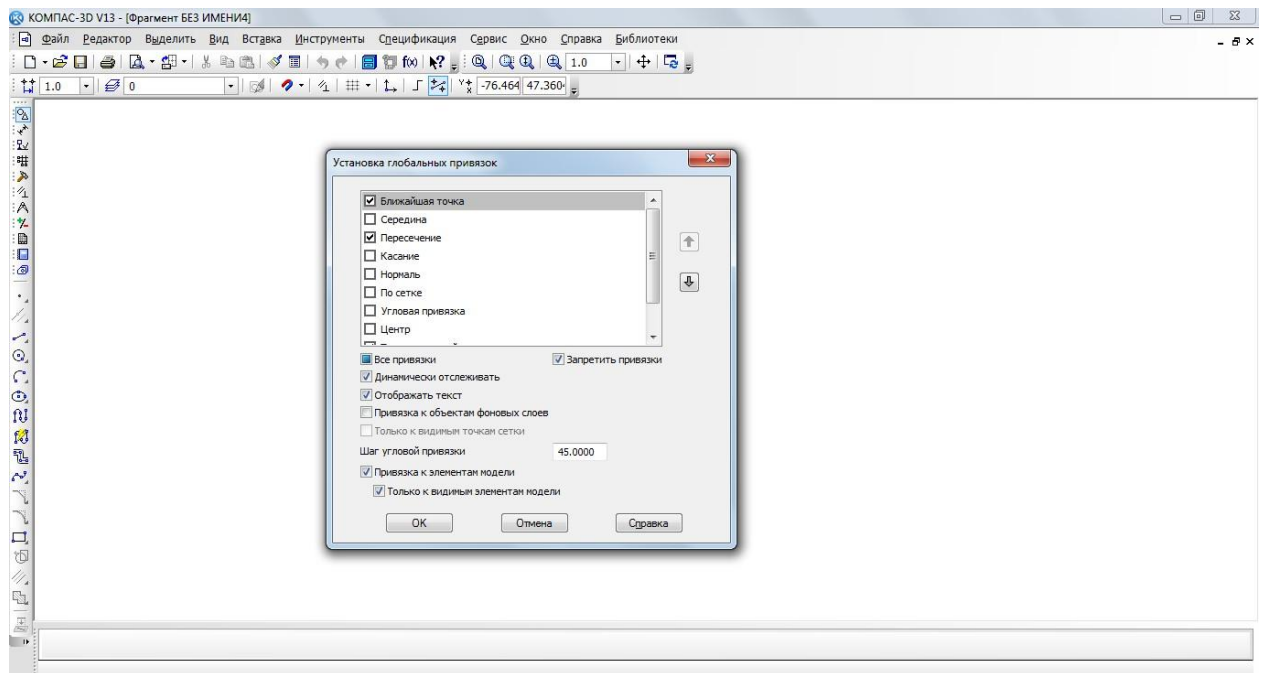 КОМПАС-3D V13 - [Фрагмент БЕЗ ИМЕНИ4]
Файл Редактор Выделить Вид Вставка Инструменты Спецификация Сервис Окно Справка Библиотеки
f(x) 1.0
1.0 0 -76.464 47.360
Установка глобальных привязок
Ближайшая точка
Середина
Пересечение
Касание
Нормаль
По сетке
Угловая привязка
Центр
Все привязки Запретить привязки
Динамически отслеживать
Отображать текст
Привязка к объектам фоновых слоев
Только к видимым точкам сетки
Шаг угловой привязки 45.0000
Привязка к элементам модели
Только к видимым элементам модели
OK Отмена Справка